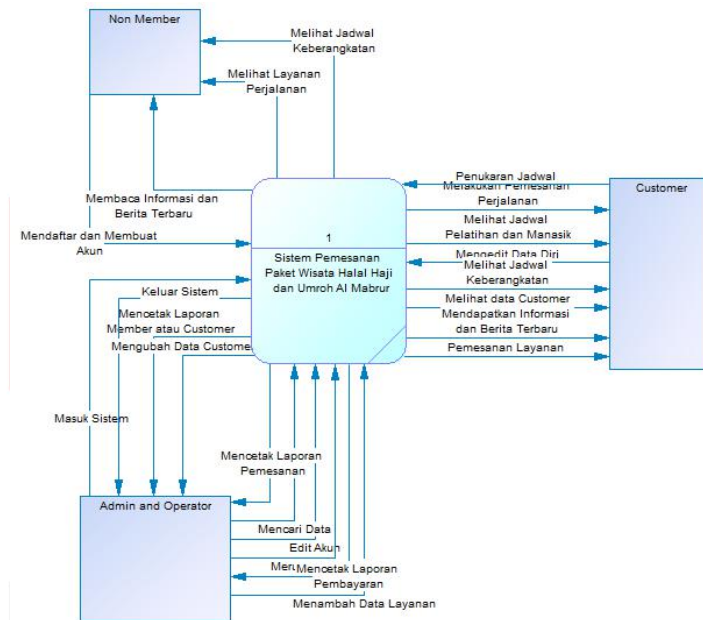 Non Member
Melihat Jadwal
Keberangkatan
Melihat Layanan
Perjalanan
Membaca Informasi dan
Berita Terbaru
Mendaftar dan Membuat
Akun
1
Sistem Pemesanan
Paket Wisata Halal Haji
dan Umroh Al Mabrur
Customer
Penukaran Jadwal
Melakukan Pemesanan
Perjalanan
Melihat Jadwal
Pelatihan dan Manasik
Mengedit Data Diri
Melihat Jadwal
Keberangkatan
Melihat data Customer
Mendapatkan Informasi
dan Berita Terbaru
Pemesanan Layanan
Keluar Sistem
Mencetak Laporan
Member atau Customer
Mengubah Data Customer
Masuk Sistem
Mencetak Laporan
Pemesanan
Admin and Operator
Mencari Data
Edit Akun
Mencetak Laporan
Pembayaran
Menambah Data Layanan